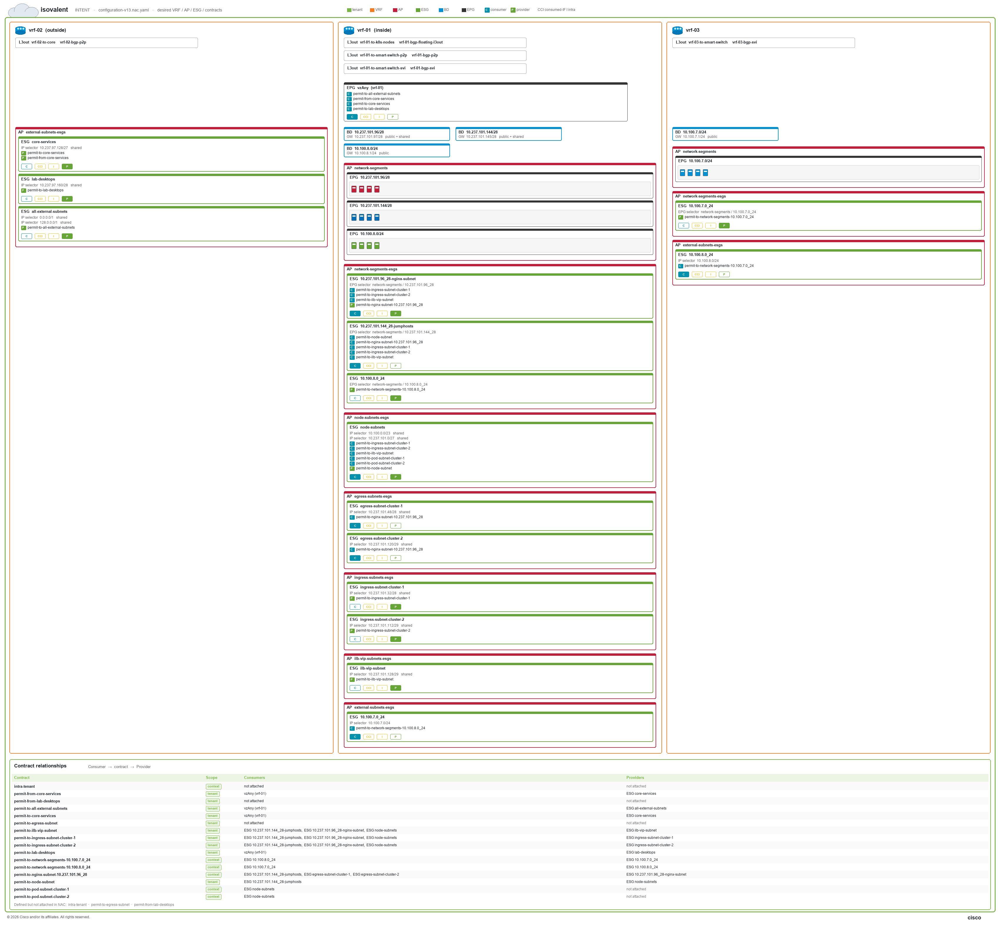 isovalent INTENT · configuration-v13.nac.yaml · desired VRF / AP / ESG / contracts
tenant VRF AP ESG BD EPG C consumer P provider CCI consumed-IF I intra
vrf-02 (outside)
L3out vrf-02-to-core vrf-02-bgp-p2p
AP external-subnets-esgs
ESG core-services
IP selector 10.237.97.128/27 shared
P permit-to-core-services
P permit-from-core-services
C CCI I P
ESG lab-desktops
IP selector 10.237.97.160/28 shared
P permit-to-lab-desktops
C CCI I P
ESG all-external-subnets
IP selector 0.0.0.0/1 shared
IP selector 128.0.0.0/1 shared
P permit-to-all-external-subnets
C CCI I P
vrf-01 (inside)
L3out vrf-01-to-k8s-nodes vrf-01-bgp-floating-l3out
L3out vrf-01-to-smart-switch-p2p vrf-01-bgp-p2p
L3out vrf-01-to-smart-switch-svi vrf-01-bgp-svi
EPG vzAny (vrf-01)
C permit-to-all-external-subnets
C permit-from-core-services
C permit-to-core-services
C permit-to-lab-desktops
C CCI I P
BD 10.237.101.96/28
GW 10.237.101.97/28 public + shared
BD 10.237.101.144/28
GW 10.237.101.145/28 public + shared
BD 10.100.8.0/24
GW 10.100.8.1/24 public
AP network-segments
EPG 10.237.101.96/28
EPG 10.237.101.144/28
EPG 10.100.8.0/24
AP network-segments-esgs
ESG 10.237.101.96_28-nginx-subnet
EPG selector network-segments / 10.237.101.96_28
C permit-to-ingress-subnet-cluster-1
C permit-to-ingress-subnet-cluster-2
C permit-to-ilb-vip-subnet
P permit-to-nginx-subnet-10.237.101.96_28
C CCI I P
ESG 10.237.101.144_28-jumphosts
EPG selector network-segments / 10.237.101.144_28
C permit-to-node-subnet
C permit-to-nginx-subnet-10.237.101.96_28
C permit-to-ingress-subnet-cluster-1
C permit-to-ingress-subnet-cluster-2
C permit-to-ilb-vip-subnet
C CCI I P
ESG 10.100.8.0_24
EPG selector network-segments / 10.100.8.0_24
P permit-to-network-segments-10.100.8.0_24
C CCI I P
AP node-subnets-esgs
ESG node-subnets
IP selector 10.100.0.0/23 shared
IP selector 10.237.101.0/27 shared
C permit-to-ingress-subnet-cluster-1
C permit-to-ingress-subnet-cluster-2
C permit-to-ilb-vip-subnet
C permit-to-pod-subnet-cluster-1
C permit-to-pod-subnet-cluster-2
P permit-to-node-subnet
C CCI I P
AP egress-subnets-esgs
ESG egress-subnet-cluster-1
IP selector 10.237.101.48/28 shared
C permit-to-nginx-subnet-10.237.101.96_28
C CCI I P
ESG egress-subnet-cluster-2
IP selector 10.237.101.120/29 shared
C permit-to-nginx-subnet-10.237.101.96_28
C CCI I P
AP ingress-subnets-esgs
ESG ingress-subnet-cluster-1
IP selector 10.237.101.32/28 shared
P permit-to-ingress-subnet-cluster-1
C CCI I P
ESG ingress-subnet-cluster-2
IP selector 10.237.101.112/29 shared
P permit-to-ingress-subnet-cluster-2
C CCI I P
AP ilb-vip-subnets-esgs
ESG ilb-vip-subnet
IP selector 10.237.101.128/29 shared
P permit-to-ilb-vip-subnet
C CCI I P
AP external-subnets-esgs
ESG 10.100.7.0_24
IP selector 10.100.7.0/24
C permit-to-network-segments-10.100.8.0_24
C CCI I P
vrf-03
L3out vrf-03-to-smart-switch vrf-03-bgp-svi
BD 10.100.7.0/24
GW 10.100.7.1/24 public
AP network-segments
EPG 10.100.7.0/24
AP network-segments-esgs
ESG 10.100.7.0_24
EPG selector network-segments / 10.100.7.0_24
P permit-to-network-segments-10.100.7.0_24
C CCI I P
AP external-subnets-esgs
ESG 10.100.8.0_24
IP selector 10.100.8.0/24
C permit-to-network-segments-10.100.7.0_24
C CCI I P
Contract relationships Consumer → contract → Provider
Contract Scope Consumers Providers
intra-tenant context not attached not attached
permit-from-core-services tenant vzAny (vrf-01) ESG core-services
permit-from-lab-desktops tenant not attached not attached
permit-to-all-external-subnets tenant vzAny (vrf-01) ESG all-external-subnets
permit-to-core-services tenant vzAny (vrf-01) ESG core-services
permit-to-egress-subnet tenant not attached not attached
permit-to-ilb-vip-subnet tenant ESG 10.237.101.144_28-jumphosts, ESG 10.237.101.96_28-nginx-subnet, ESG node-subnets ESG ilb-vip-subnet
permit-to-ingress-subnet-cluster-1 tenant ESG 10.237.101.144_28-jumphosts, ESG 10.237.101.96_28-nginx-subnet, ESG node-subnets ESG ingress-subnet-cluster-1
permit-to-ingress-subnet-cluster-2 tenant ESG 10.237.101.144_28-jumphosts, ESG 10.237.101.96_28-nginx-subnet, ESG node-subnets ESG ingress-subnet-cluster-2
permit-to-lab-desktops tenant vzAny (vrf-01) ESG lab-desktops
permit-to-network-segments-10.100.7.0_24 context ESG 10.100.8.0_24 ESG 10.100.7.0_24
permit-to-network-segments-10.100.8.0_24 context ESG 10.100.7.0_24 ESG 10.100.8.0_24
permit-to-nginx-subnet-10.237.101.96_28 context ESG 10.237.101.144_28-jumphosts, ESG egress-subnet-cluster-1, ESG egress-subnet-cluster-2 ESG 10.237.101.96_28-nginx-subnet
permit-to-node-subnet tenant ESG 10.237.101.144_28-jumphosts ESG node-subnets
permit-to-pod-subnet-cluster-1 context ESG node-subnets not attached
permit-to-pod-subnet-cluster-2 context ESG node-subnets not attached
Defined but not attached in NAC: intra-tenant · permit-to-egress-subnet · permit-from-lab-desktops
© 2026 Cisco and/or its affiliates. All rights reserved. cisco